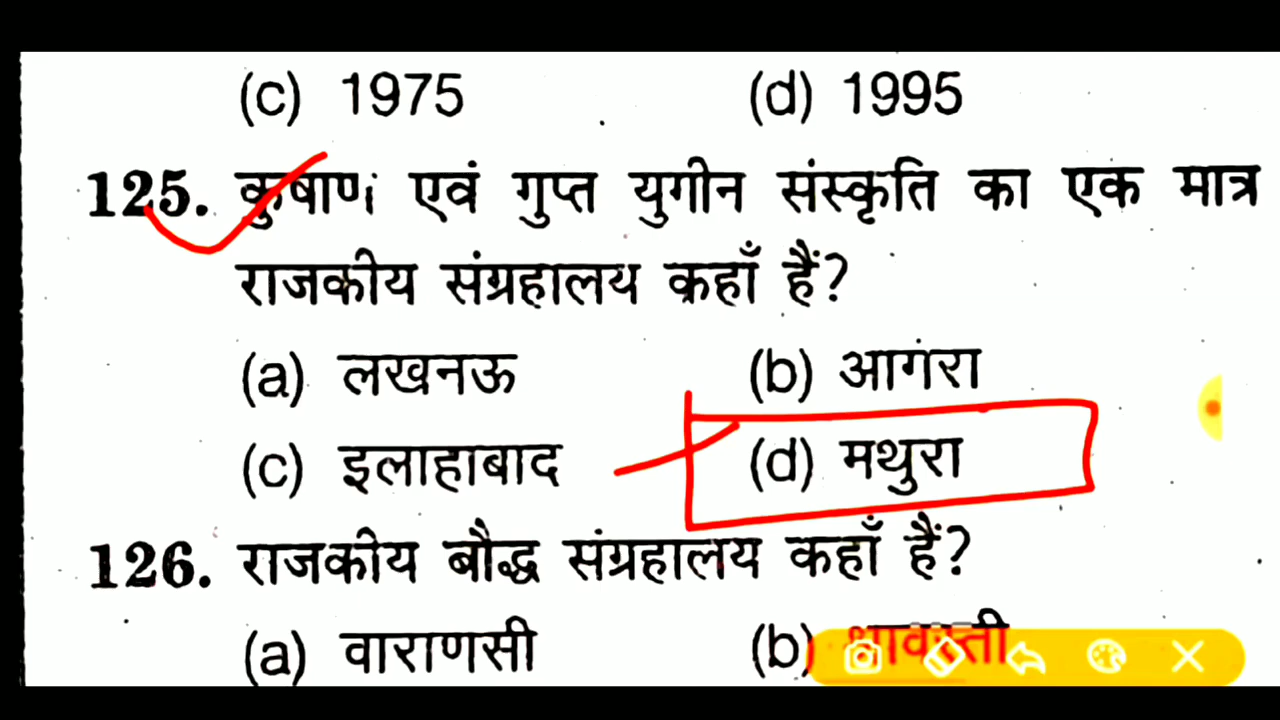 (c) 1975 (d) 1995
125. कुषाण एवं गुप्त युगीन संस्कृति का एक मात्र
राजकीय संग्रहालय कहाँ हैं?
(a) लखनऊ (b) आगरा
(c) इलाहाबाद (d) मथुरा
126. राजकीय बौद्ध संग्रहालय कहाँ हैं?
(a) वाराणसी (b) श्रावस्ती